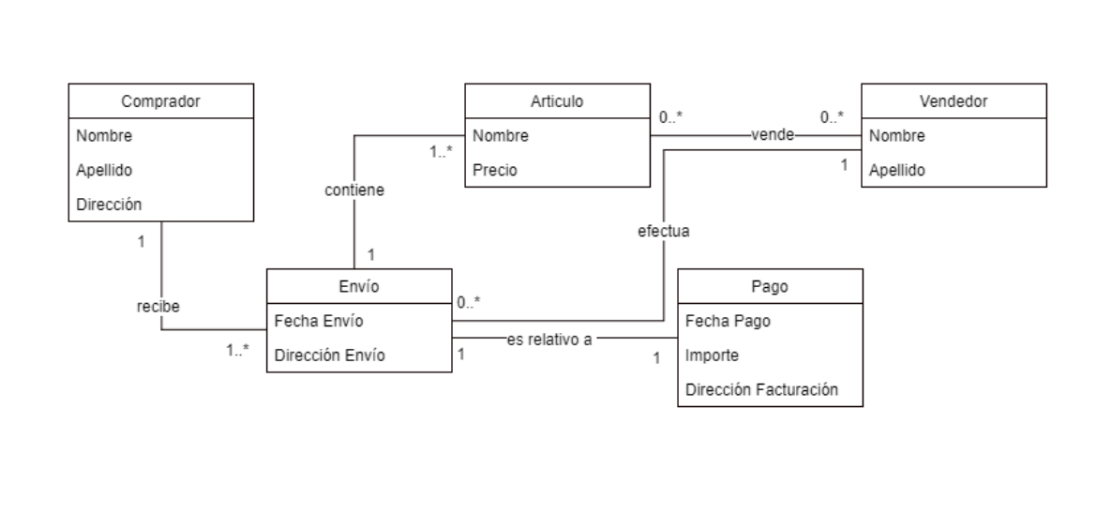 Comprador
Nombre
Apellido
Dirección
1
recibe
1..*
Articulo
Nombre
Precio
1..*
contiene
1
0..*
vende
0..*
Vendedor
Nombre
Apellido
1
efectua
0..*
Envío
Fecha Envío
Dirección Envío
1
es relativo a
1
Pago
Fecha Pago
Importe
Dirección Facturación